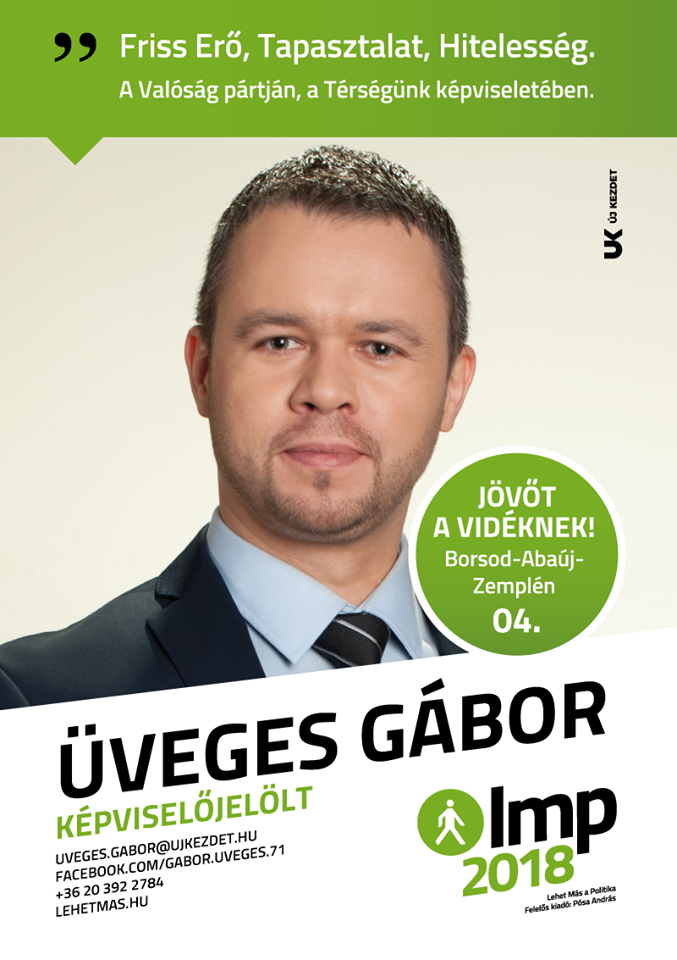 Friss Erő, Tapasztalat, Hitelesség.
A Valóság pártján, a Térségünk képviseletében.
UK ÚJ KEZDET
JÖVŐT
A VIDÉKNEK!
Borsod-Abaúj-
Zemplén
04.
ÜVEGES GÁBOR
KÉPVISELŐJELÖLT
UVEGES.GABOR@UJKEZDET.HU
FACEBOOK.COM/GABOR.UVEGES.71
+36 20 392 2784
LEHETMAS.HU
lmp
2018
Lehet Más a Politika
Felelős kiadó: Pósa András